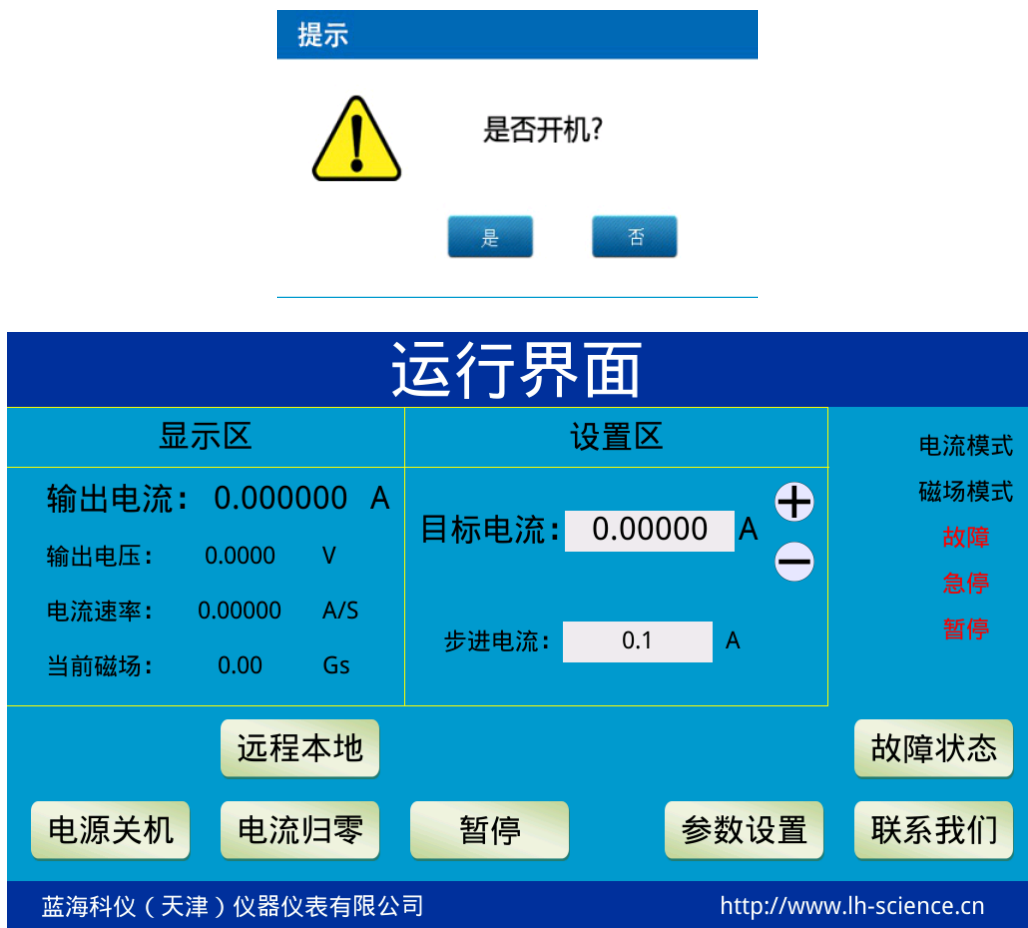 提示
是否开机?
是 否
运行界面
显示区
输出电流: 0.000000 A
输出电压: 0.0000 V
电流速率: 0.00000 A/S
当前磁场: 0.00 Gs
设置区
目标电流: 0.00000 A
步进电流: 0.1 A
电流模式
磁场模式
故障
急停
暂停
远程本地 故障状态
电源关机 电流归零 暂停 参数设置 联系我们
蓝海科仪（天津）仪器仪表有限公司 http://www.lh-science.cn